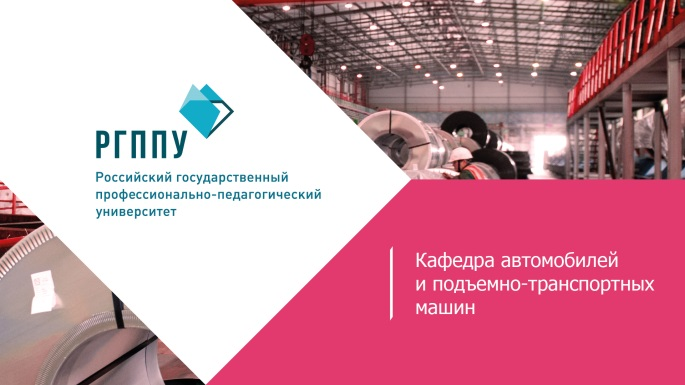 РГППУ
Российский государственный
профессионально-педагогический
университет
Кафедра автомобилей
и подъемно-транспортных
машин